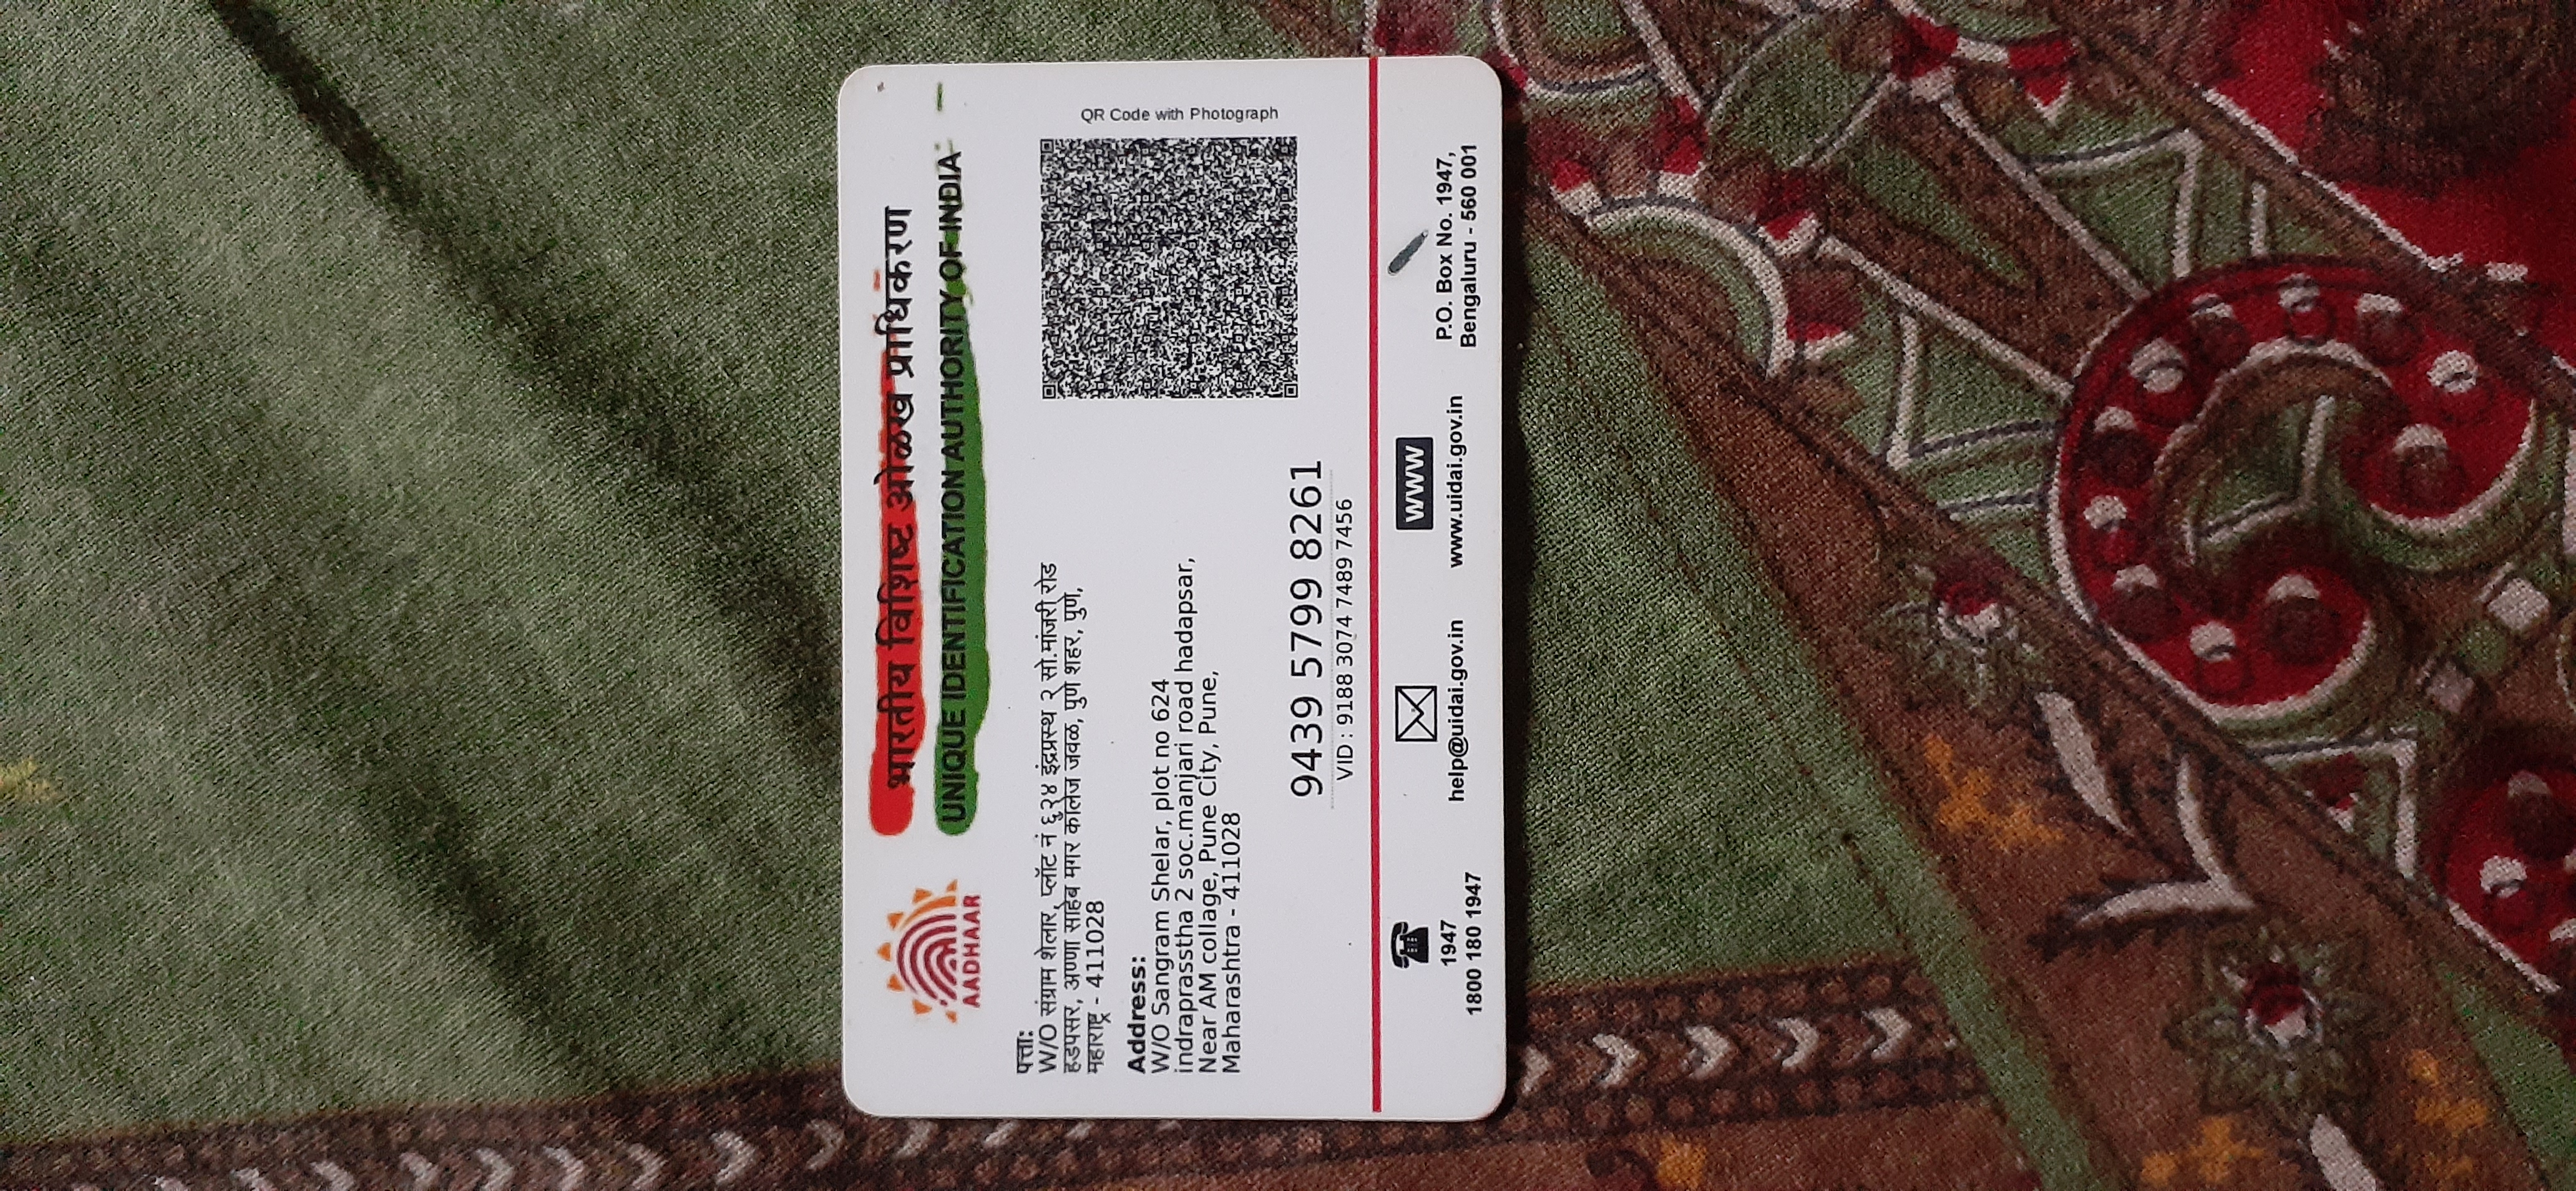 भारतीय विशिष्ट ओळख प्राधिकरण
UNIQUE IDENTIFICATION AUTHORITY OF INDIA
AADHAAR
पत्ता:
W/O संग्राम शेलार, प्लॉट नं ६२४ इंद्रप्रस्थ २ सो.मांजरी रोड
हडपसर, अण्णा साहेब मगर कॉलेज जवळ, पुणे शहर, पुणे,
महाराष्ट्र - 411028
Address:
W/O Sangram Shelar, plot no 624
indraprasstha 2 soc.manjari road hadapsar,
Near AM collage, Pune City, Pune,
Maharashtra - 411028
QR Code with Photograph
9439 5799 8261
VID : 9188 3074 7489 7456
1947
1800 180 1947
help@uidai.gov.in
www
www.uidai.gov.in
P.O. Box No. 1947,
Bengaluru - 560 001